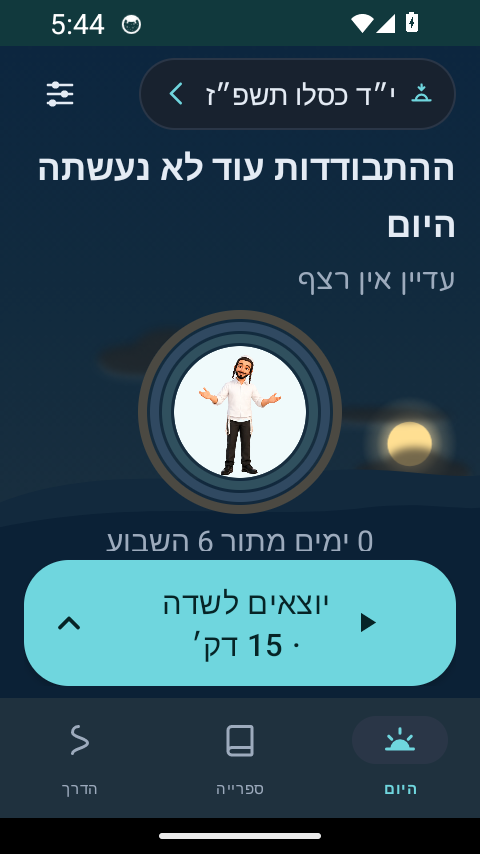 5:44
י״ד כסלו תשפ״ז
ההתבודדות עוד לא נעשתה
היום
עדיין אין רצף
0 ימים מתוך 6 השבוע
יוצאים לשדה
· 15 דק׳
היום
ספרייה
הדרך